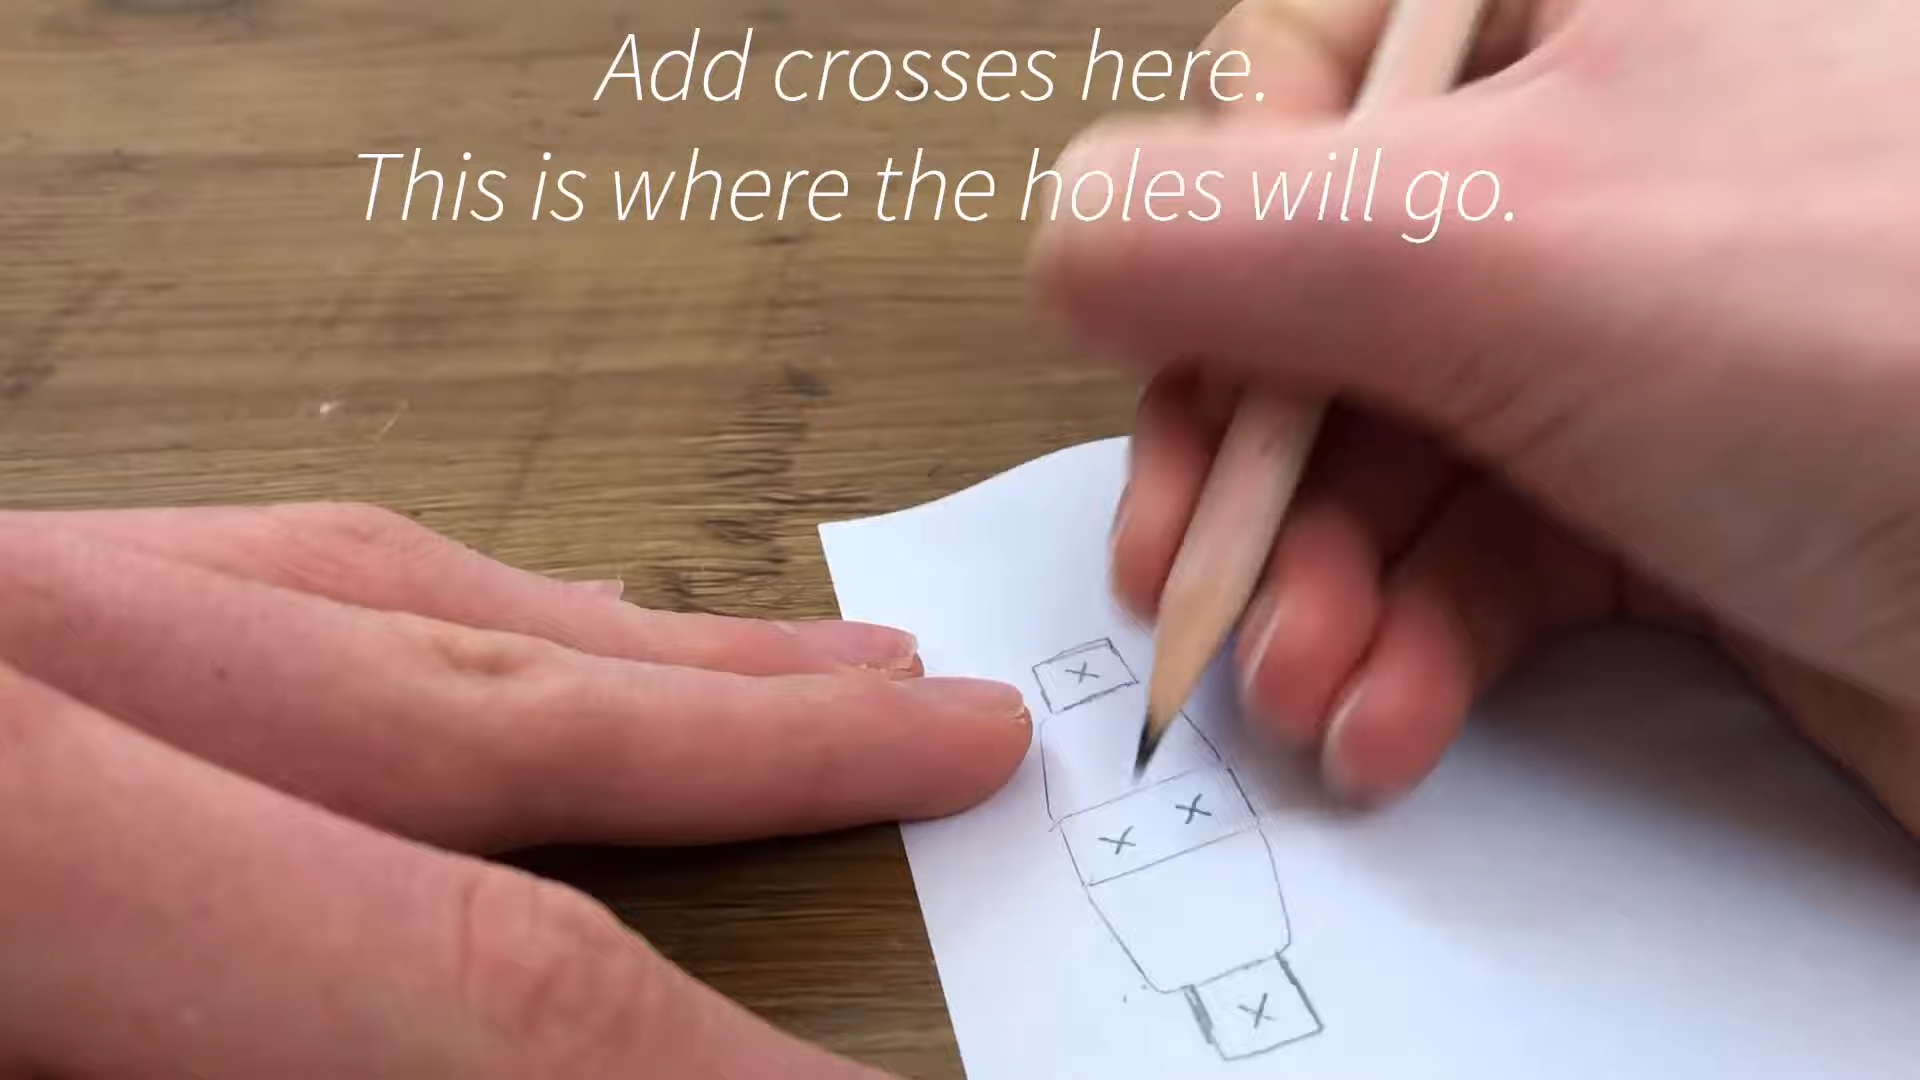 Add crosses here.
This is where the holes will go.
x
x x
x